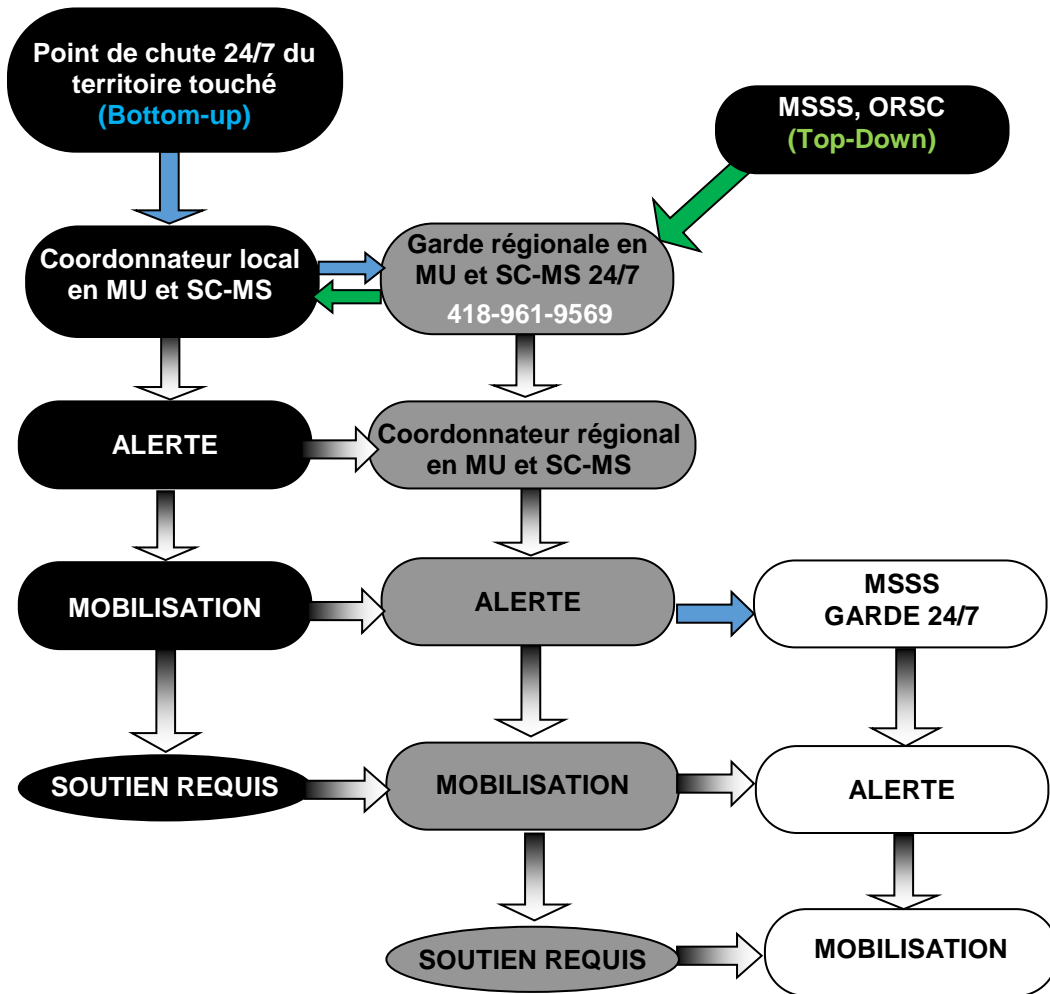 Point de chute 24/7 du
territoire touché
(Bottom-up)
MSSS, ORSC
(Top-Down)
Coordonnateur local
en MU et SC-MS
Garde régionale en
MU et SC-MS 24/7
418-961-9569
ALERTE
Coordonnateur régional
en MU et SC-MS
MOBILISATION
ALERTE
MSSS
GARDE 24/7
SOUTIEN REQUIS
MOBILISATION
ALERTE
SOUTIEN REQUIS
MOBILISATION